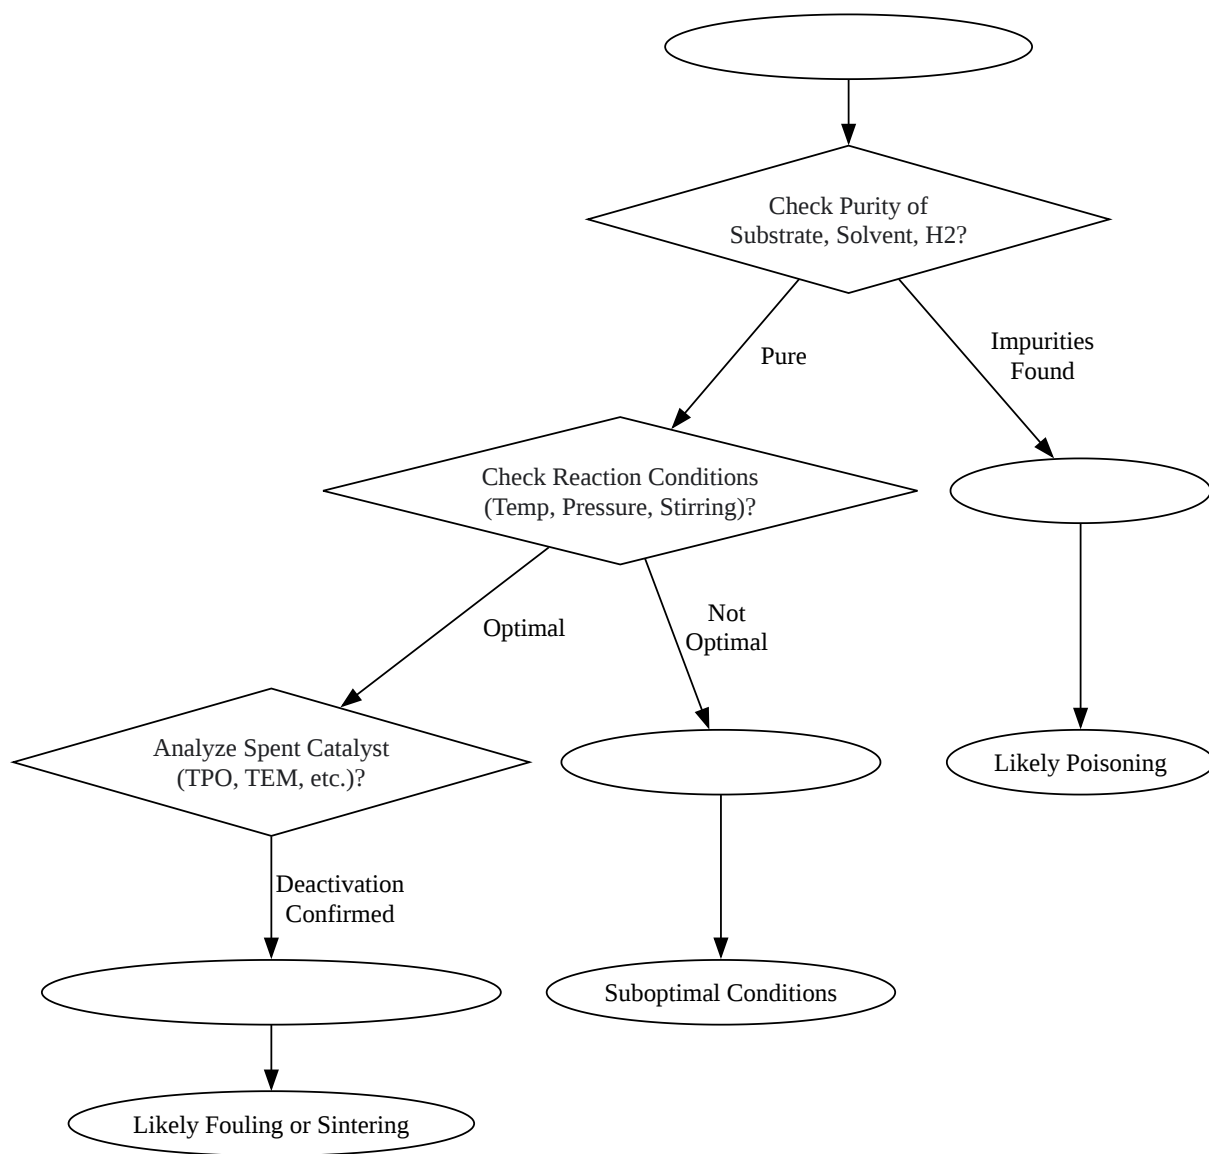 Check Purity of
Substrate, Solvent, H2?
Pure
Impurities
Found
Check Reaction Conditions
(Temp, Pressure, Stirring)?
Optimal
Not
Optimal
Analyze Spent Catalyst
(TPO, TEM, etc.)?
Likely Poisoning
Deactivation
Confirmed
Suboptimal Conditions
Likely Fouling or Sintering